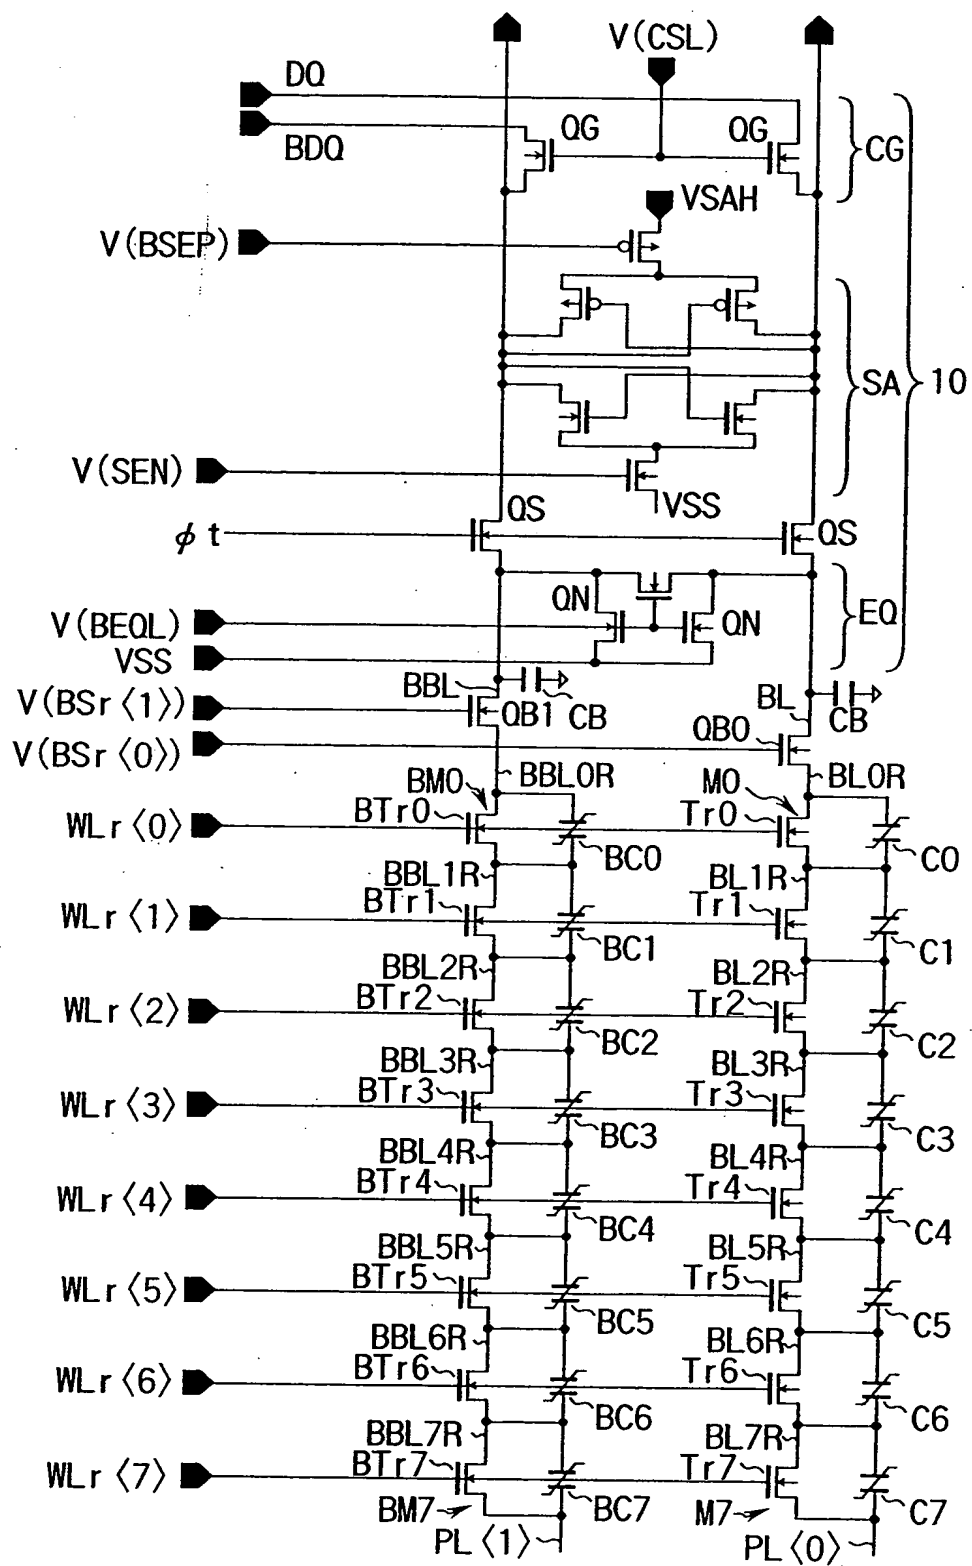 V(CSL)
DQ
BDQ
QG QG CG
VSAH
V(BSEP)
SA 10
V(SEN)
VSS
QS QS
φt
QN QN EQ
V(BEQL)
VSS
BBL BL
V(BSr〈1〉) QB1 CB CB
V(BSr〈0〉) QB0
BBL0R BL0R
BM0 M0
WLr〈0〉 BTr0 BC0 Tr0 C0
BBL1R BL1R
WLr〈1〉 BTr1 BC1 Tr1 C1
BBL2R BL2R
WLr〈2〉 BTr2 BC2 Tr2 C2
BBL3R BL3R
WLr〈3〉 BTr3 BC3 Tr3 C3
BBL4R BL4R
WLr〈4〉 BTr4 BC4 Tr4 C4
BBL5R BL5R
WLr〈5〉 BTr5 BC5 Tr5 C5
BBL6R BL6R
WLr〈6〉 BTr6 BC6 Tr6 C6
BBL7R BL7R
WLr〈7〉 BTr7 BC7 Tr7 C7
BM7 M7
PL〈1〉 PL〈0〉